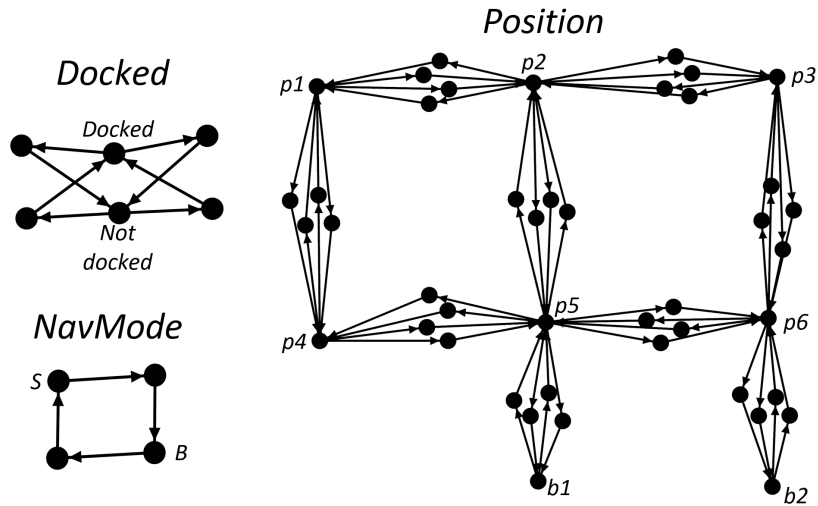 Position
Docked
p1
p2
p3
Docked
Not
docked
NavMode
S
B
p4
p5
p6
b1
b2